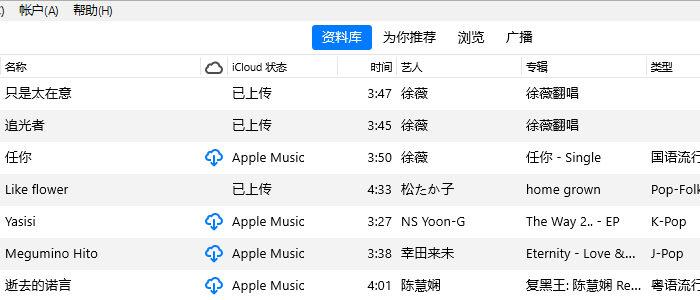 帐户(A) 帮助(H)
资料库 为你推荐 浏览 广播
名称 iCloud 状态 时间 艺人 专辑 类型
只是太在意 已上传 3:47 徐薇 徐薇翻唱
追光者 已上传 3:45 徐薇 徐薇翻唱
任你 Apple Music 3:50 徐薇 任你 - Single 国语流行
Like flower 已上传 4:33 松たか子 home grown Pop-Folk
Yasisi Apple Music 3:27 NS Yoon-G The Way 2.. - EP K-Pop
Megumino Hito Apple Music 3:38 幸田来未 Eternity - Love &... J-Pop
逝去的诺言 Apple Music 4:01 陈慧娴 复黑王: 陈慧娴 Re... 粤语流行